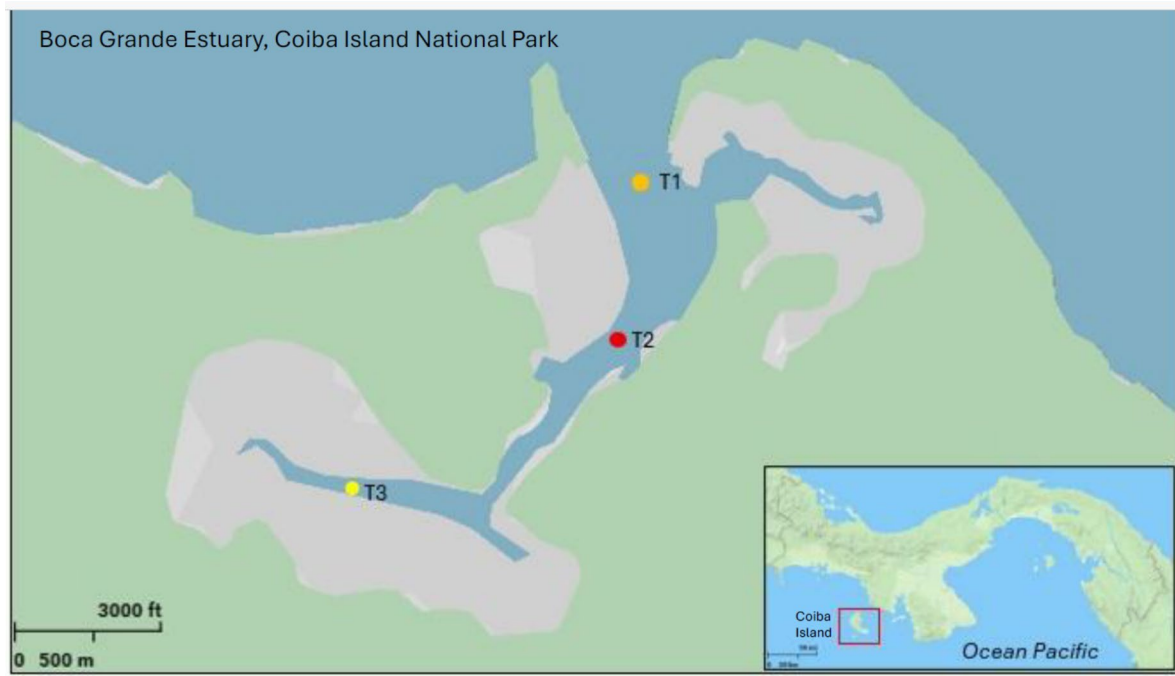 Boca Grande Estuary, Coiba Island National Park
T1
T2
T3
3000 ft
0 500 m
Coiba
Island
Ocean Pacific